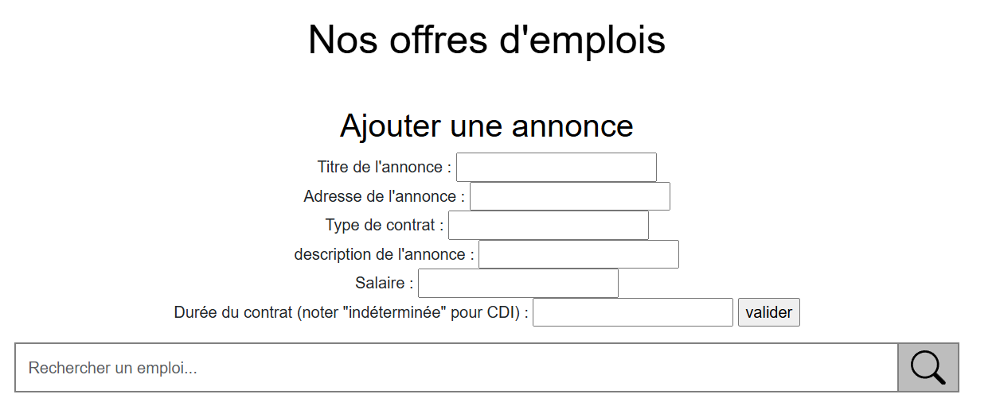 Nos offres d'emplois
Ajouter une annonce
Titre de l'annonce :
Adresse de l'annonce :
Type de contrat :
description de l'annonce :
Salaire :
Durée du contrat (noter "indéterminée" pour CDI) : valider
Rechercher un emploi...